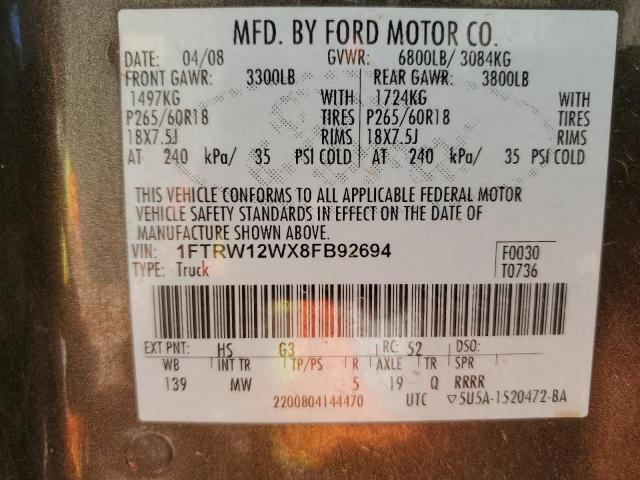 MFD. BY FORD MOTOR CO.
DATE: 04/08 GVWR: 6800LB/ 3084KG
FRONT GAWR: 3300LB REAR GAWR: 3800LB
1497KG WITH 1724KG WITH
P265/60R18 TIRES P265/60R18 TIRES
18X7.5J RIMS 18X7.5J RIMS
AT 240 kPa/ 35 PSI COLD AT 240 kPa/ 35 PSI COLD
THIS VEHICLE CONFORMS TO ALL APPLICABLE FEDERAL MOTOR
VEHICLE SAFETY STANDARDS IN EFFECT ON THE DATE OF
MANUFACTURE SHOWN ABOVE.
VIN: 1FTRW12WX8FB92694 F0030
TYPE: Truck T0736
EXT PNT: HS G3 RC: 52 DSO:
WB INT TR TP/PS R AXLE TR SPR
139 MW 5 19 Q RRRR
2200804144470 UTC ▽5U5A-1520472-BA